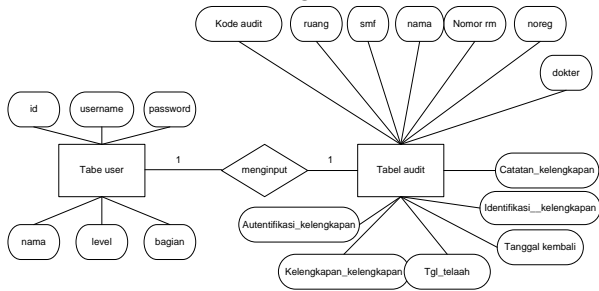 Kode audit
ruang
smf
nama
Nomor rm
noreg
dokter
id
username
password
Tabe user
1
menginput
1
Tabel audit
Catatan_kelengkapan
Identifikasi__kelengkapan
Autentifikasi_kelengkapan
Tanggal kembali
nama
level
bagian
Kelengkapan_kelengkapan
Tgl_telaah